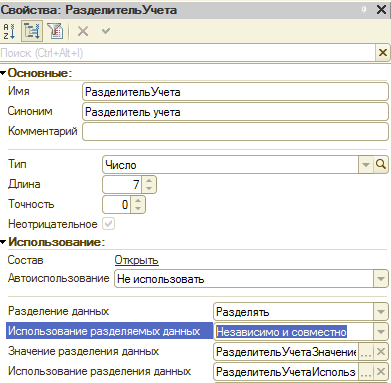 Свойства: РазделительУчета
Поиск (Ctrl+Alt+I)
Основные:
Имя РазделительУчета
Синоним Разделитель учета
Комментарий
Тип Число
Длина 7
Точность 0
Неотрицательное
Использование:
Состав Открыть
Автоиспользование Не использовать
Разделение данных Разделять
Использование разделяемых данных Независимо и совместно
Значение разделения данных РазделительУчетаЗначение ...
Использование разделения данных РазделительУчетаИспольз ...